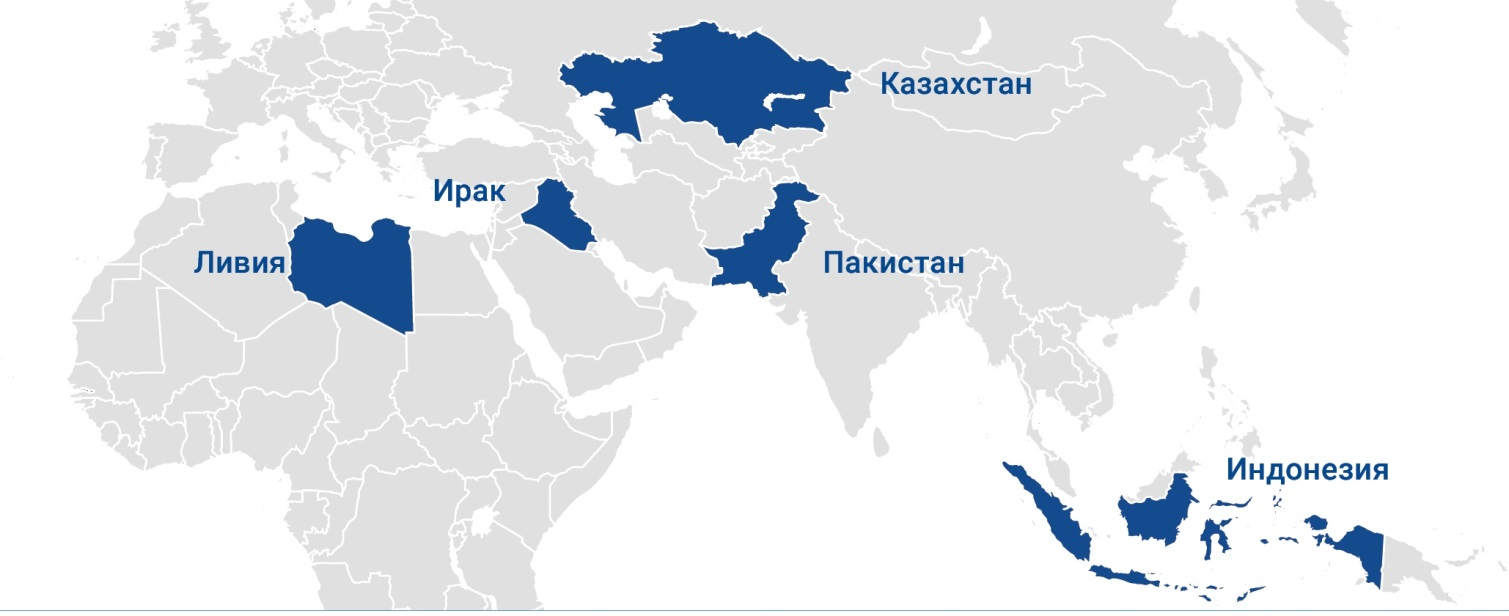 Казахстан
Ирак
Ливия
Пакистан
Индонезия